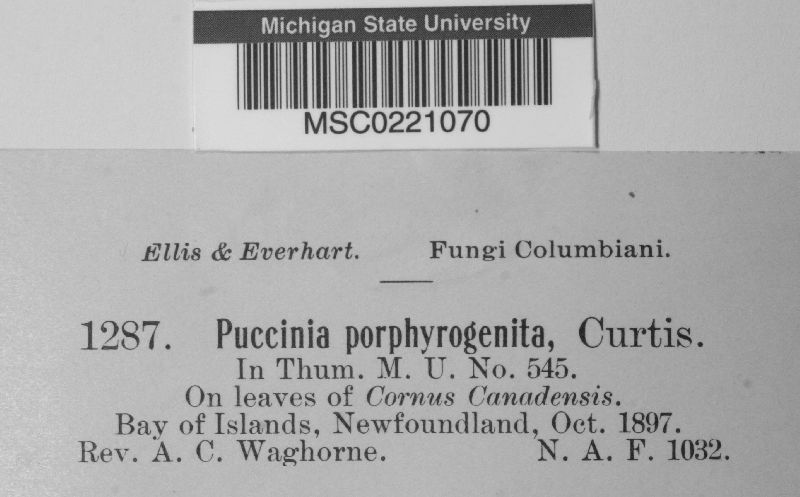 Michigan State University
MSC0221070
Ellis & Everhart. Fungi Columbiani.
1287. Puccinia porphyrogenita, Curtis.
In Thum. M. U. No. 545.
On leaves of Cornus Canadensis.
Bay of Islands, Newfoundland, Oct. 1897.
Rev. A. C. Waghorne. N. A. F. 1032.